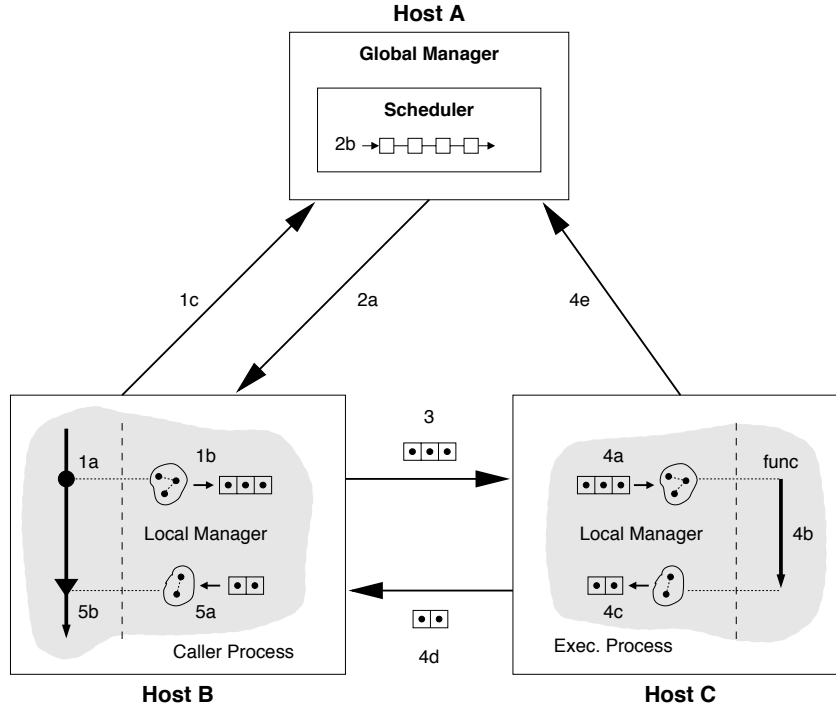 Host A
Global Manager
Scheduler
2b
1c
2a
4e
3
1a
1b
4a
func
Local Manager
Local Manager
4b
5b
5a
4c
Caller Process
4d
Exec. Process
Host B
Host C